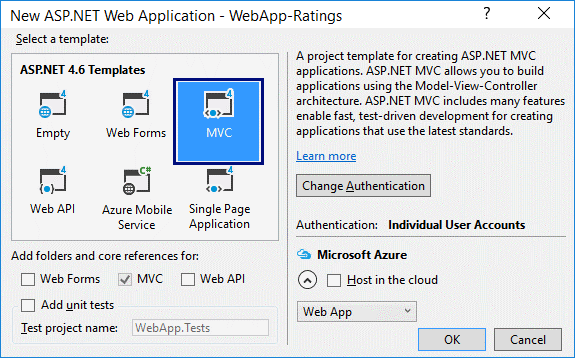 New ASP.NET Web Application - WebApp-Ratings
Select a template:
ASP.NET 4.6 Templates
4
Empty
4
Web Forms
4
MVC
4
Web API
C#
Azure Mobile
Service
4
Single Page
Application
Add folders and core references for:
Web Forms
MVC
Web API
Add unit tests
Test project name:
WebApp.Tests
A project template for creating ASP.NET MVC
applications. ASP.NET MVC allows you to build
applications using the Model-View-Controller
architecture. ASP.NET MVC includes many features
enable fast, test-driven development for creating
applications that use the latest standards.
Learn more
Change Authentication
Authentication: Individual User Accounts
Microsoft Azure
Host in the cloud
Web App
OK
Cancel